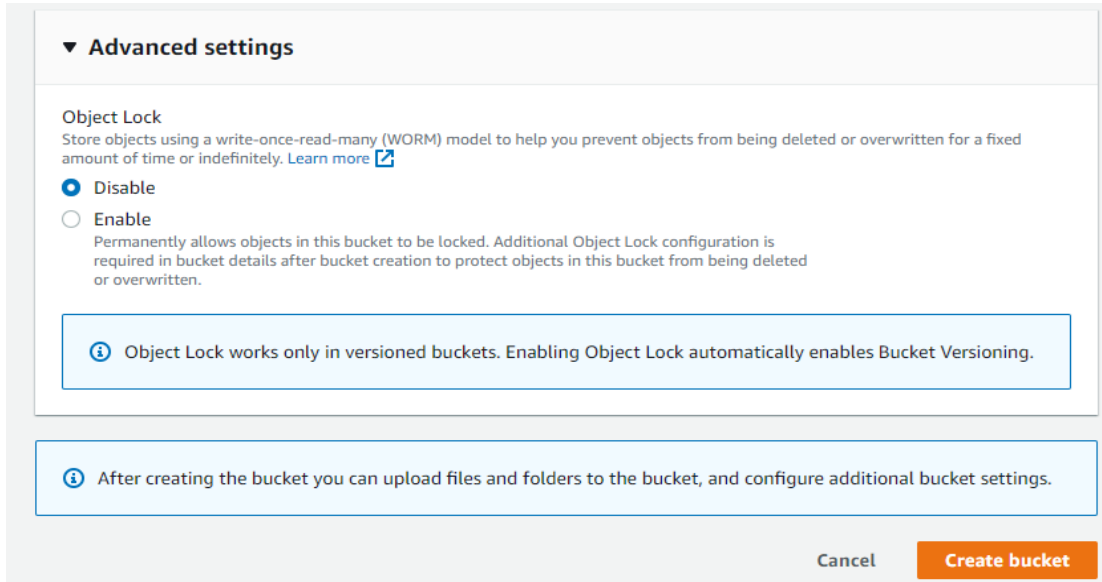 Advanced settings
Object Lock
Store objects using a write-once-read-many (WORM) model to help you prevent objects from being deleted or overwritten for a fixed
amount of time or indefinitely. Learn more
Disable
Enable
Permanently allows objects in this bucket to be locked. Additional Object Lock configuration is
required in bucket details after bucket creation to protect objects in this bucket from being deleted
or overwritten.
Object Lock works only in versioned buckets. Enabling Object Lock automatically enables Bucket Versioning.
After creating the bucket you can upload files and folders to the bucket, and configure additional bucket settings.
Cancel Create bucket